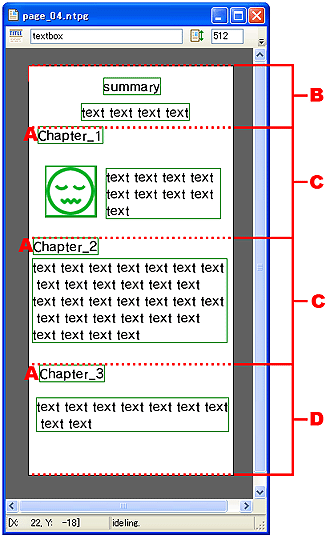 page_04.ntpg
TITLE textbox 512
summary
B
text text text text
A Chapter_1
text text text text
text text text text
text
C
A Chapter_2
text text text text text text text
text text text text text text
text text text text text text text
text text text text text text
text text text text
C
A Chapter_3
text text text text text text text
text text
D
[X: 22, Y: -18] ideling.